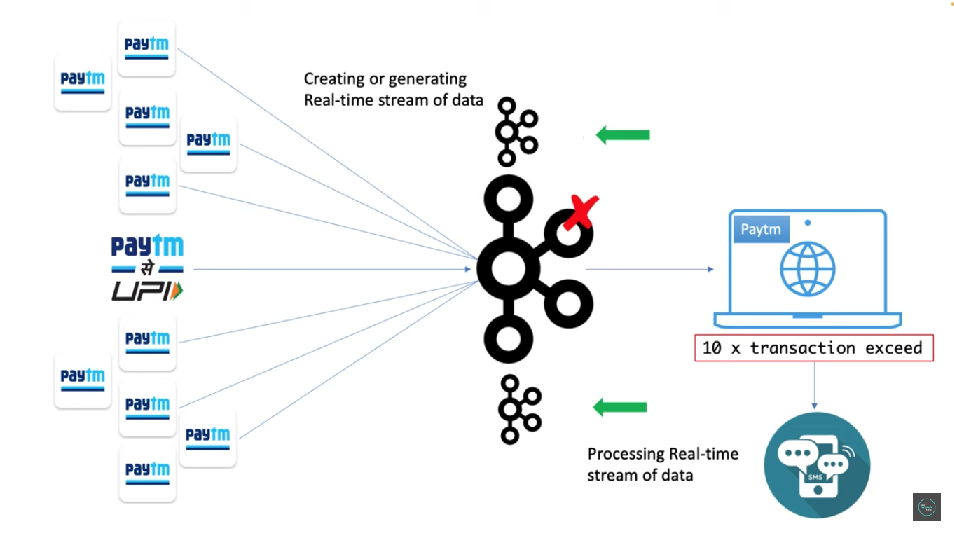 paytm
paytm
paytm
paytm
paytm
paytm
से
UPI
paytm
paytm
paytm
paytm
paytm
Creating or generating
Real-time stream of data
Paytm
10 x transaction exceed
SMS
Processing Real-time
stream of data